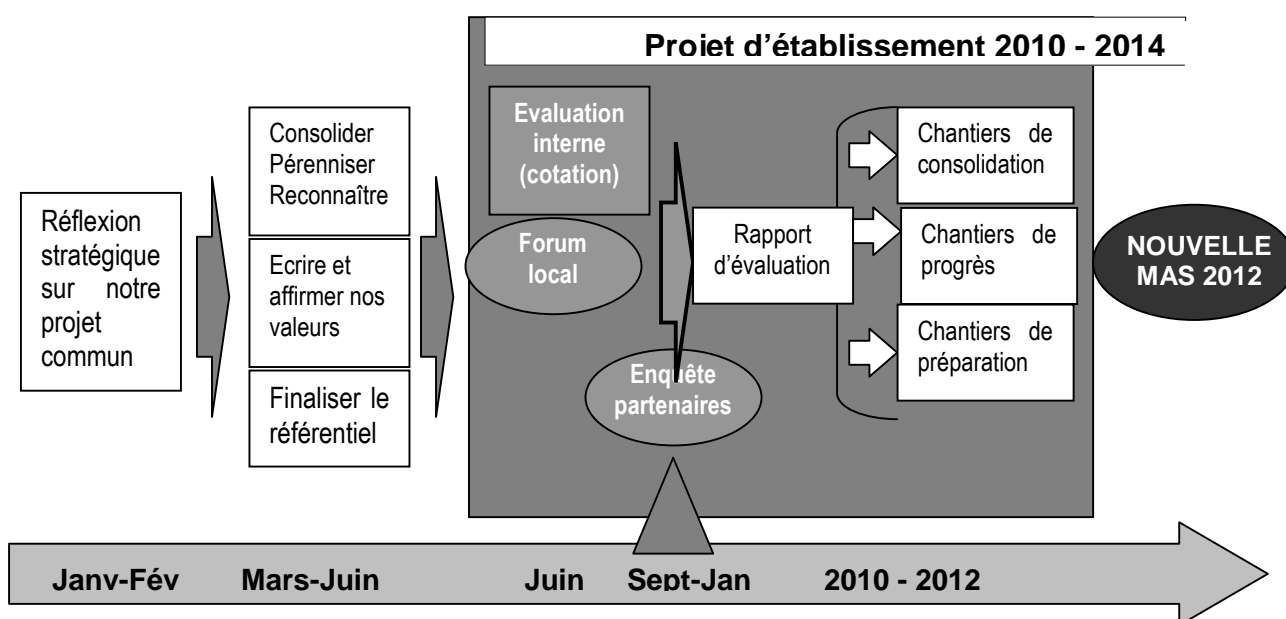 Projet d’établissement 2010 - 2014
Réflexion
stratégique
sur notre
projet
commun
Consolider
Pérenniser
Reconnaître
Ecrire et
affirmer nos
valeurs
Finaliser le
référentiel
Evaluation
interne
(cotation)
Forum
local
Enquête
partenaires
Rapport
d’évaluation
Chantiers de
consolidation
Chantiers de
progrès
Chantiers de
préparation
NOUVELLE
MAS 2012
Janv-Fév Mars-Juin Juin Sept-Jan 2010 - 2012